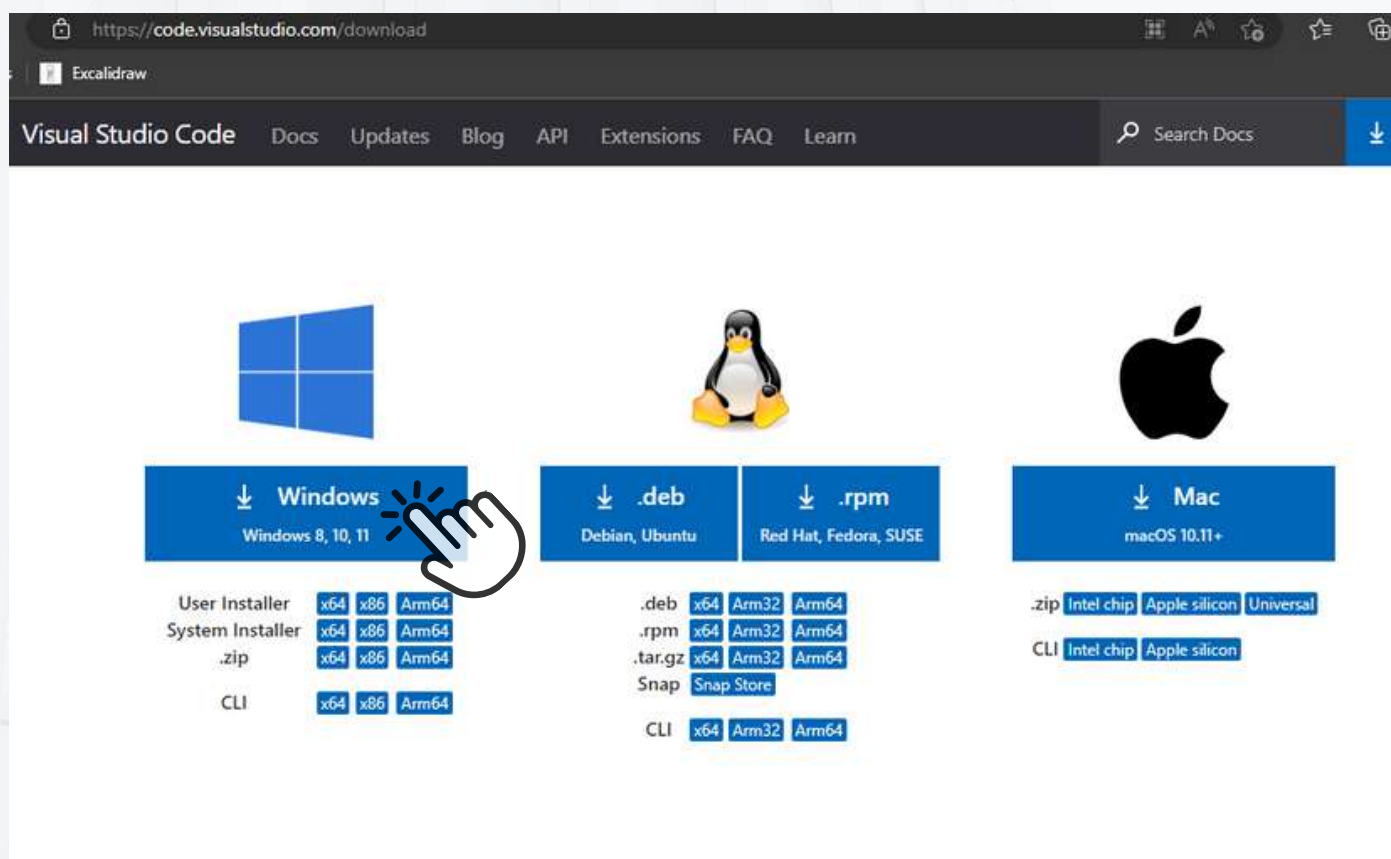 https://code.visualstudio.com/download
Excalidraw
Visual Studio Code Docs Updates Blog API Extensions FAQ Learn Search Docs
Windows
Windows 8, 10, 11
User Installer x64 x86 Arm64
System Installer x64 x86 Arm64
.zip x64 x86 Arm64
CLI x64 x86 Arm64
.deb
Debian, Ubuntu
.rpm
Red Hat, Fedora, SUSE
.deb x64 Arm32 Arm64
.rpm x64 Arm32 Arm64
.tar.gz x64 Arm32 Arm64
Snap Snap Store
CLI x64 Arm32 Arm64
Mac
macOS 10.11+
.zip Intel chip Apple silicon Universal
CLI Intel chip Apple silicon